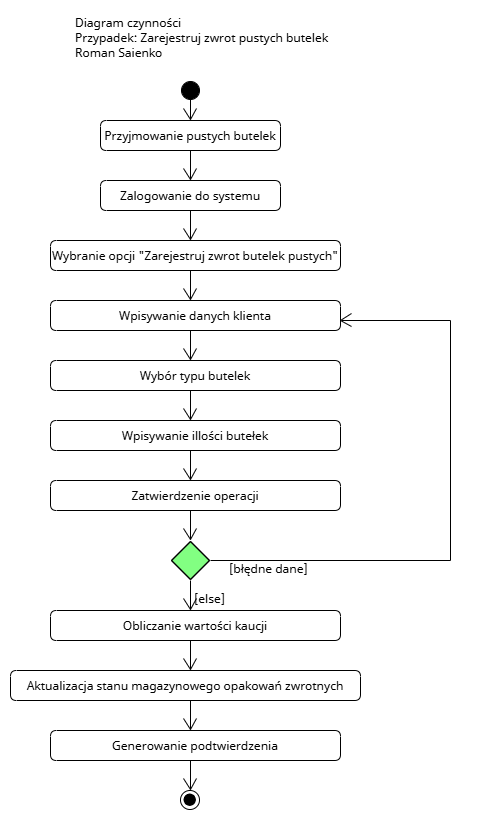 Diagram czynności
Przypadek: Zarejestruj zwrot pustych butelek
Roman Saienko
Przyjmowanie pustych butelek
Zalogowanie do systemu
Wybranie opcji "Zarejestruj zwrot butelek pustych"
Wpisywanie danych klienta
Wybór typu butelek
Wpisywanie illości butełek
Zatwierdzenie operacji
[błędne dane]
[else]
Obliczanie wartości kaucji
Aktualizacja stanu magazynowego opakowań zwrotnych
Generowanie podtwierdzenia